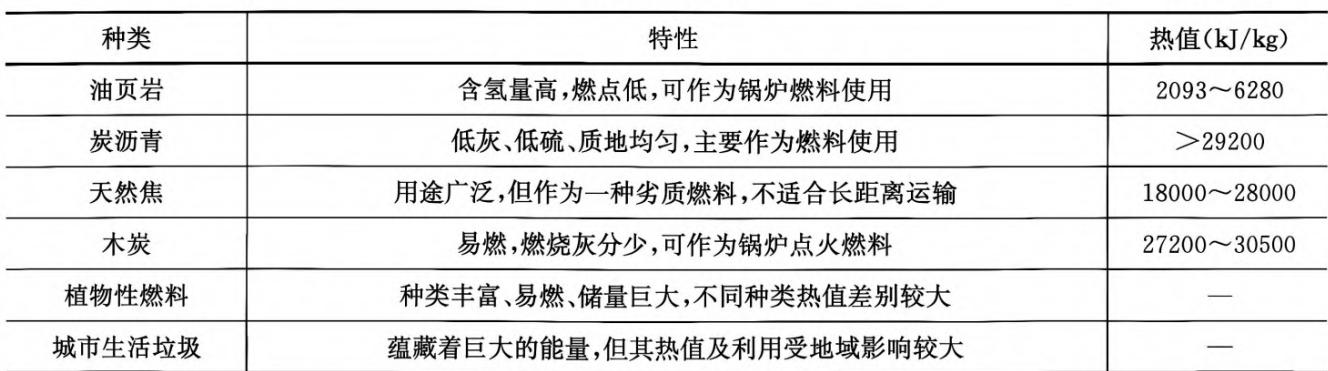 种类 特性 热值(kJ/kg)
油页岩 含氢量高,燃点低,可作为锅炉燃料使用 2093～6280
炭沥青 低灰、低硫、质地均匀,主要作为燃料使用 ＞29200
天然焦 用途广泛,但作为一种劣质燃料,不适合长距离运输 18000～28000
木炭 易燃,燃烧灰分少,可作为锅炉点火燃料 27200～30500
植物性燃料 种类丰富、易燃、储量巨大,不同种类热值差别较大 —
城市生活垃圾 蕴藏着巨大的能量,但其热值及利用受地域影响较大 —